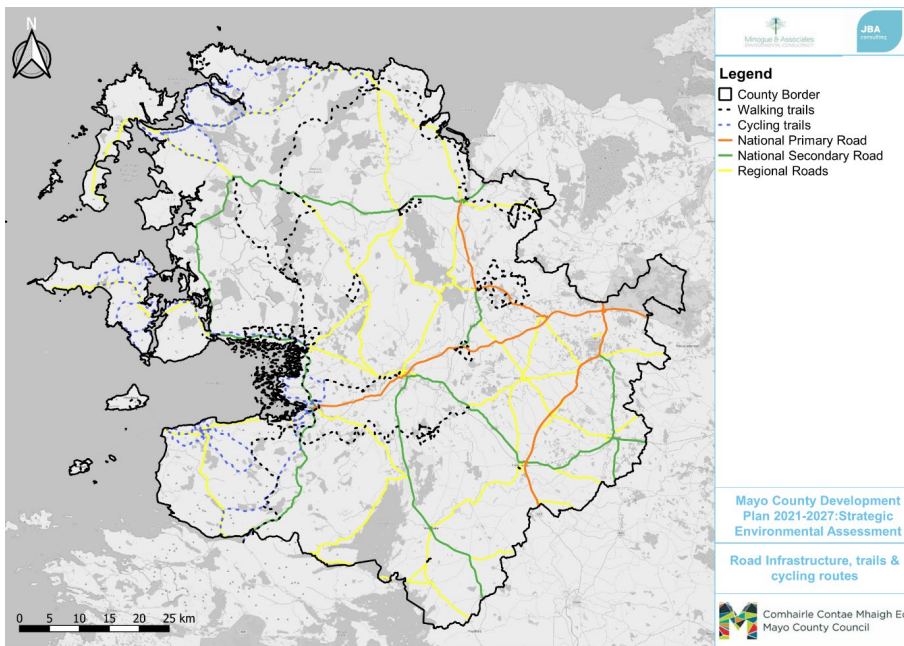 N
Minogue & Associates
ENVIRONMENTAL CONSULTANCY
JBA
consulting
Legend
County Border
Walking trails
Cycling trails
National Primary Road
National Secondary Road
Regional Roads
Mayo County Development
Plan 2021-2027:Strategic
Environmental Assessment
Road Infrastructure, trails &
cycling routes
Comhairle Contae Mhaigh Eo
Mayo County Council
0 5 10 15 20 25 km